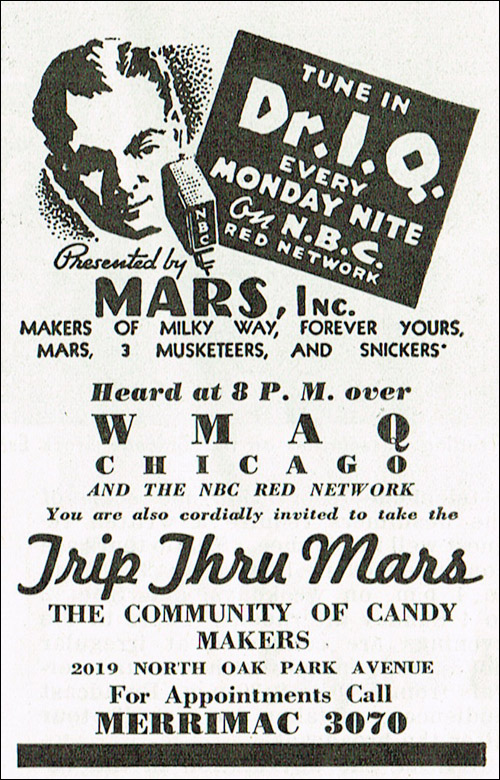 TUNE IN
Dr. I. Q.
EVERY
MONDAY NITE
on N.B.C.
RED NETWORK
NBC
Presented by
MARS, INC.
MAKERS OF MILKY WAY, FOREVER YOURS,
MARS, 3 MUSKETEERS, AND SNICKERS·
Heard at 8 P. M. over
WMAQ
CHICAGO
AND THE NBC RED NETWORK
You are also cordially invited to take the
Trip Thru Mars
THE COMMUNITY OF CANDY
MAKERS
2019 NORTH OAK PARK AVENUE
For Appointments Call
MERRIMAC 3070